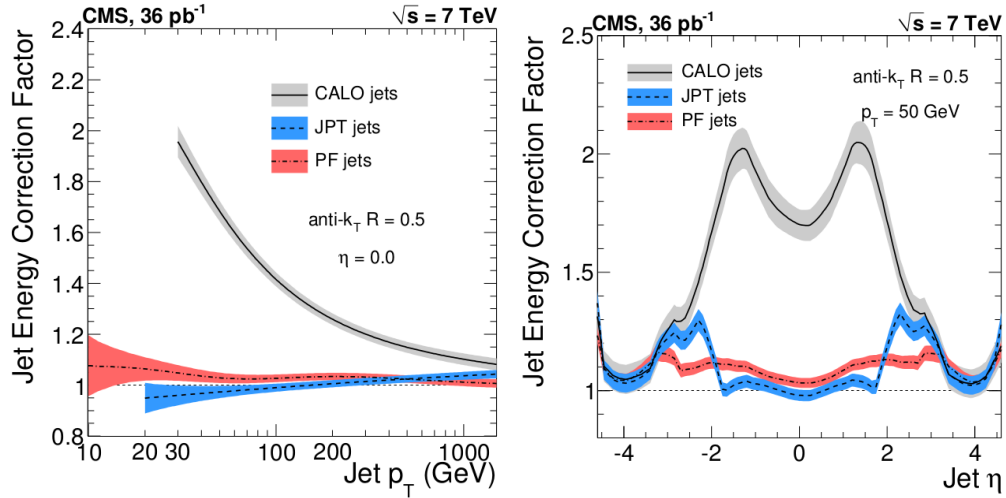 CMS, 36 pb⁻¹ √s = 7 TeV
Jet Energy Correction Factor
2.4
2.2
2
1.8
1.6
1.4
1.2
1
0.8
CALO jets
JPT jets
PF jets
anti-k_T R = 0.5
η = 0.0
10 20 30 100 200 1000
Jet p_T (GeV)
CMS, 36 pb⁻¹ √s = 7 TeV
Jet Energy Correction Factor
2.5
2
1.5
1
CALO jets
JPT jets
PF jets
anti-k_T R = 0.5
p_T = 50 GeV
-4 -2 0 2 4
Jet η